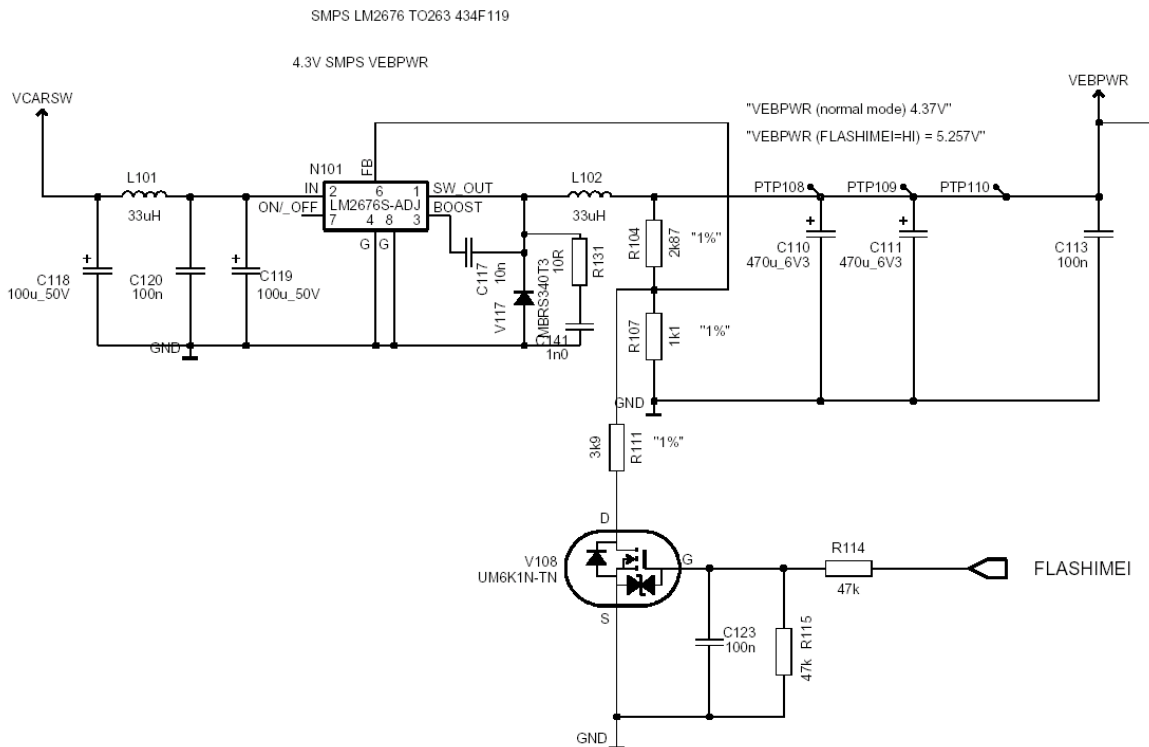 SMPS LM2676 TO263 434F119
4.3V SMPS VEBPWR
VCARSW
VEBPWR
"VEBPWR (normal mode) 4.37V"
"VEBPWR (FLASHIMEI=HI) = 5.257V"
L101
33uH
N101
FB
IN
2
6
1
SW_OUT
LM2676S-ADJ
BOOST
ON/_OFF
7
4
8
3
G
G
L102
33uH
PTP108
PTP109
PTP110
C118
100u_50V
C120
100n
C119
100u_50V
C117
10n
V117
MBRS340T3
10R
R131
C141
1n0
R104
2k87
"1%"
R107
1k1
"1%"
C110
470u_6V3
C111
470u_6V3
C113
100n
GND
GND
3k9
R111
"1%"
D
V108
UM6K1N-TN
G
S
R114
47k
FLASHIMEI
C123
100n
47k R115
GND